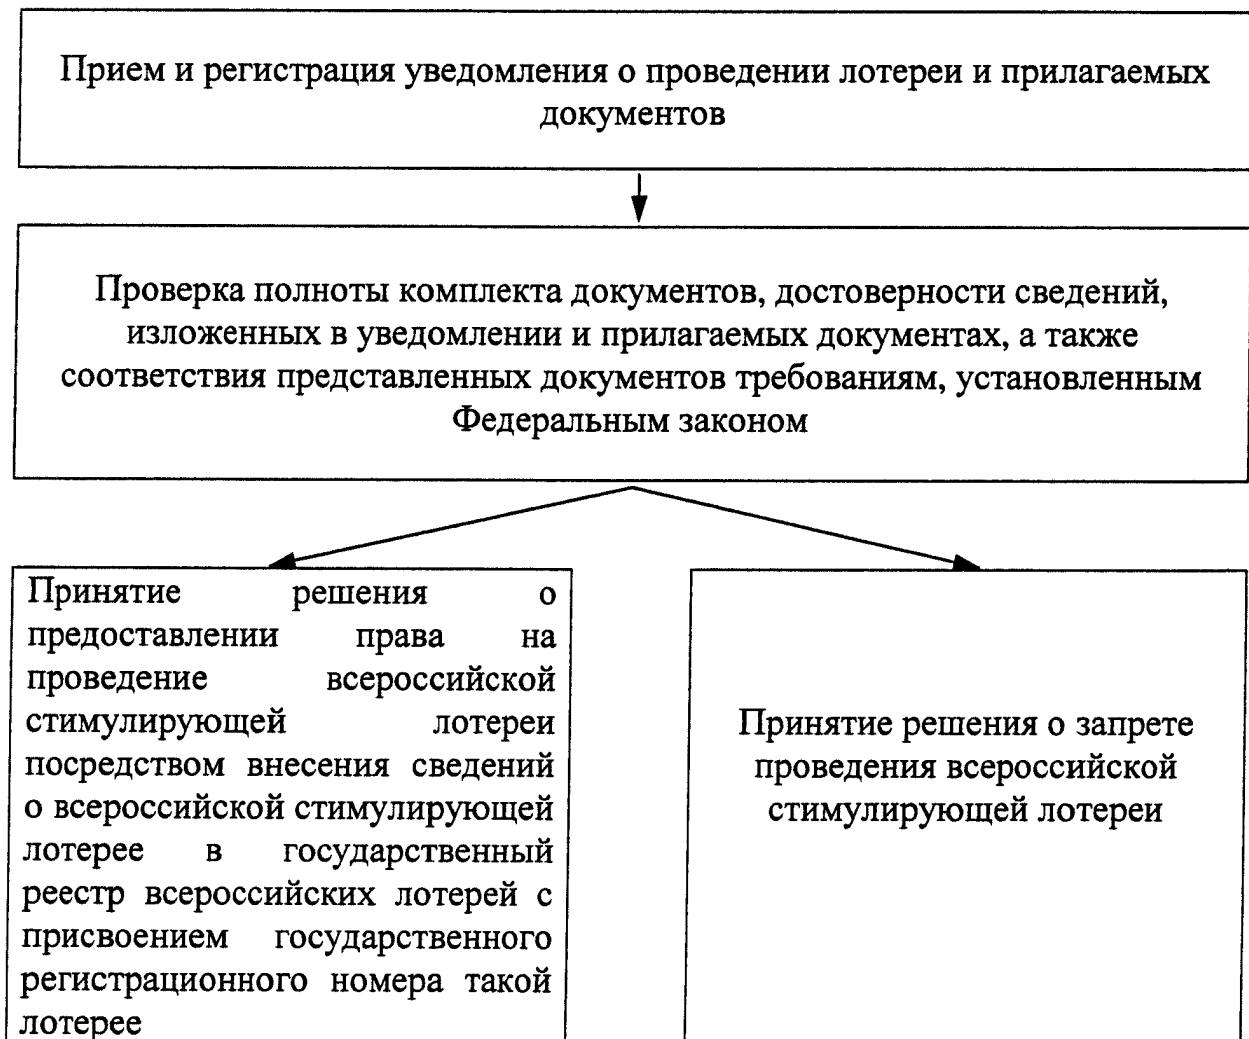 Прием и регистрация уведомления о проведении лотереи и прилагаемых
документов
Проверка полноты комплекта документов, достоверности сведений,
изложенных в уведомлении и прилагаемых документах, а также
соответствия представленных документов требованиям, установленным
Федеральным законом
Принятие решения о
предоставлении права на
проведение всероссийской
стимулирующей лотереи
посредством внесения сведений
о всероссийской стимулирующей
лотерее в государственный
реестр всероссийских лотерей с
присвоением государственного
регистрационного номера такой
лотерее
Принятие решения о запрете
проведения всероссийской
стимулирующей лотереи